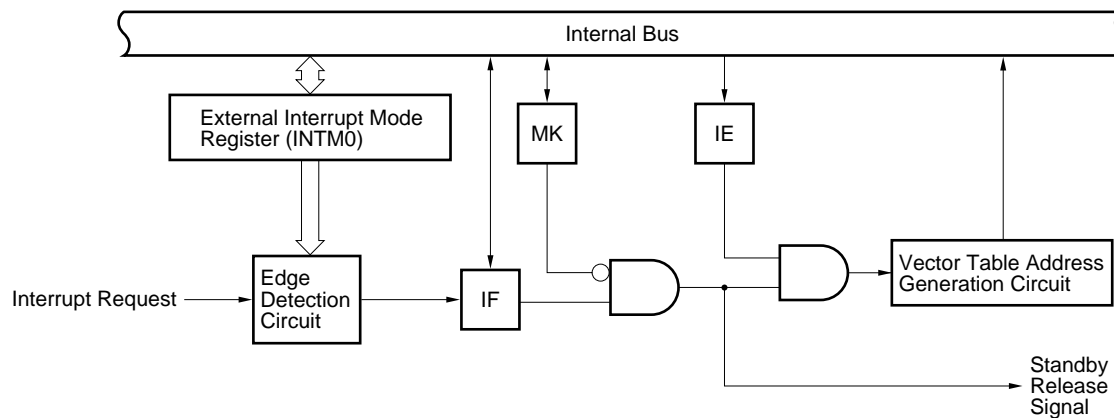 Internal Bus
External Interrupt Mode
Register (INTM0)
MK
IE
Edge
Detection
Circuit
Interrupt Request
IF
Vector Table Address
Generation Circuit
Standby
Release
Signal